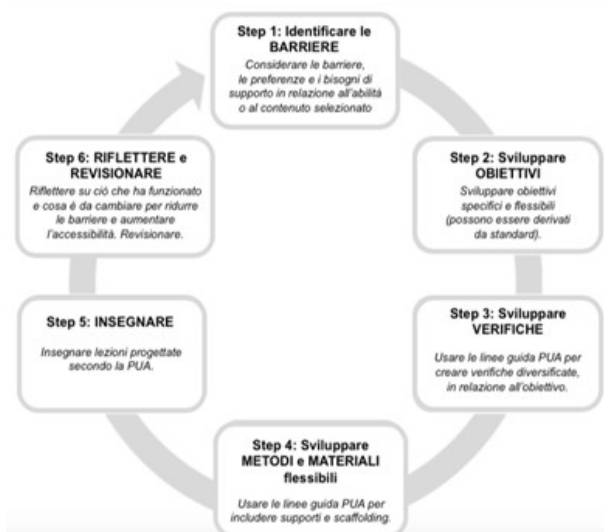 Step 1: Identificare le
BARRIERE
Considerare le barriere,
le preferenze e i bisogni di
supporto in relazione all'abilità
o al contenuto selezionato
Step 2: Sviluppare
OBIETTIVI
Sviluppare obiettivi
specifici e flessibili
(possono essere derivati
da standard).
Step 3: Sviluppare
VERIFICHE
Usare le linee guida PUA per
creare verifiche diversificate,
in relazione all'obiettivo.
Step 4: Sviluppare
METODI e MATERIALI
flessibili
Usare le linee guida PUA per
includere supporti e scaffolding.
Step 5: INSEGNARE
Insegnare lezioni progettate
secondo la PUA.
Step 6: RIFLETTERE e
REVISIONARE
Riflettere su ciò che ha funzionato
e cosa è da cambiare per ridurre
le barriere e aumentare
l'accessibilità. Revisionare.